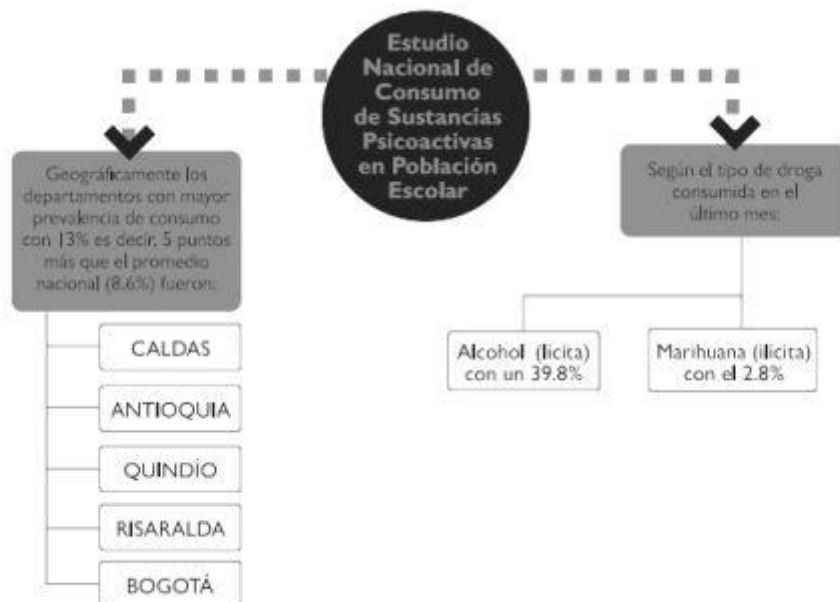 Estudio
Nacional de
Consumo
de Sustancias
Psicoactivas
en Población
Escolar
Geográficamente los
departamentos con mayor
prevalencia de consumo
con 13% es decir, 5 puntos
más que el promedio
nacional (8.6%) fueron:
CALDAS
ANTIOQUIA
QUINDÍO
RISARALDA
BOGOTÁ
Según el tipo de droga
consumida en el
último mes:
Alcohol (licita)
con un 39.8%
Marihuana (ilícita)
con el 2.8%